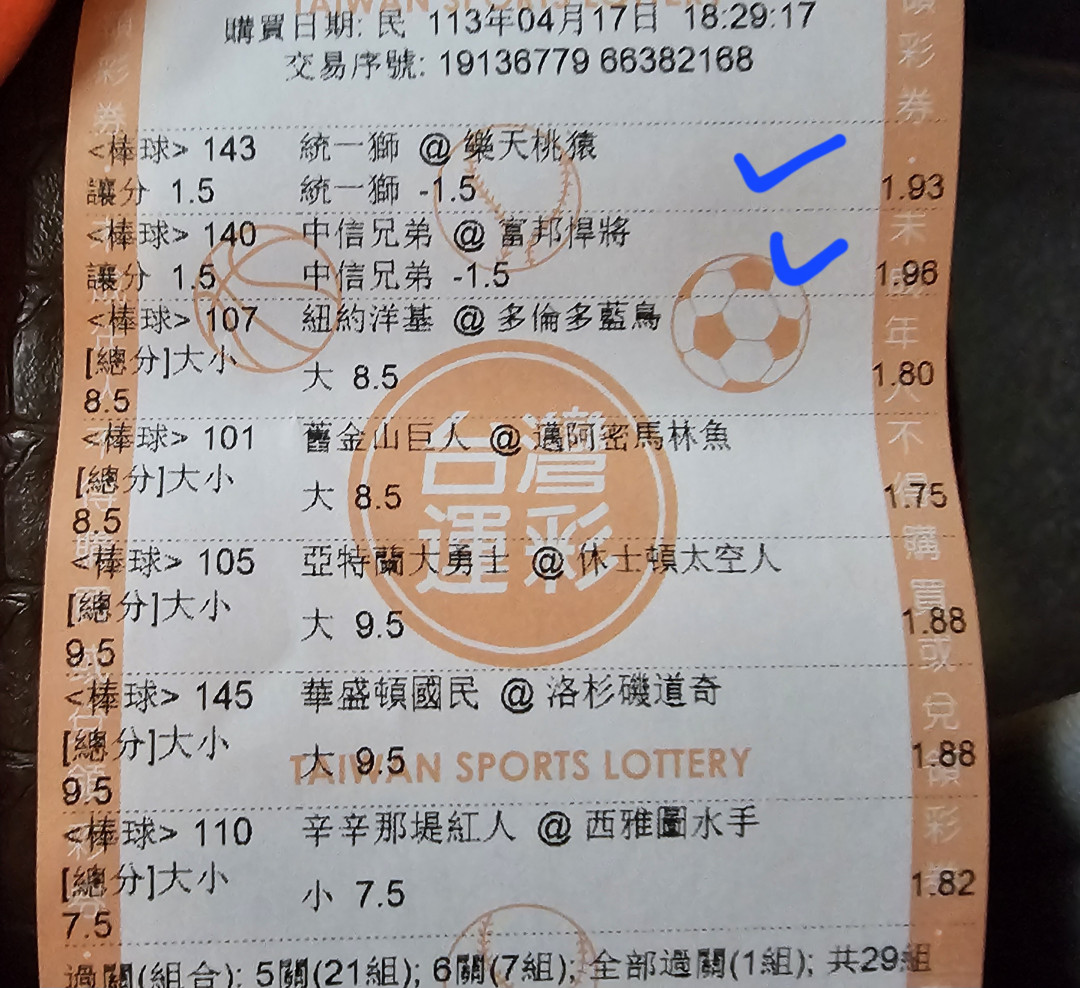 TAIWAN SPORTS LOTTERY
購買日期: 民 113年04月17日 18:29:17
交易序號: 19136779 66382168
<棒球> 143 統一獅 @ 樂天桃猿
讓分 1.5 統一獅 -1.5 1.93
<棒球> 140 中信兄弟 @ 富邦悍將
讓分 1.5 中信兄弟 -1.5 1.96
<棒球> 107 紐約洋基 @ 多倫多藍鳥
[總分]大小 大 8.5 1.80
8.5
<棒球> 101 舊金山巨人 @ 邁阿密馬林魚
[總分]大小 大 8.5 1.75
8.5
<棒球> 105 亞特蘭大勇士 @ 休士頓太空人
[總分]大小 大 9.5 1.88
9.5
<棒球> 145 華盛頓國民 @ 洛杉磯道奇
[總分]大小 大 9.5 1.88
9.5
<棒球> 110 辛辛那堤紅人 @ 西雅圖水手
[總分]大小 小 7.5 1.82
7.5
過關(組合): 5關(21組); 6關(7組); 全部過關(1組); 共29組
台灣
運彩
TAIWAN SPORTS LOTTERY